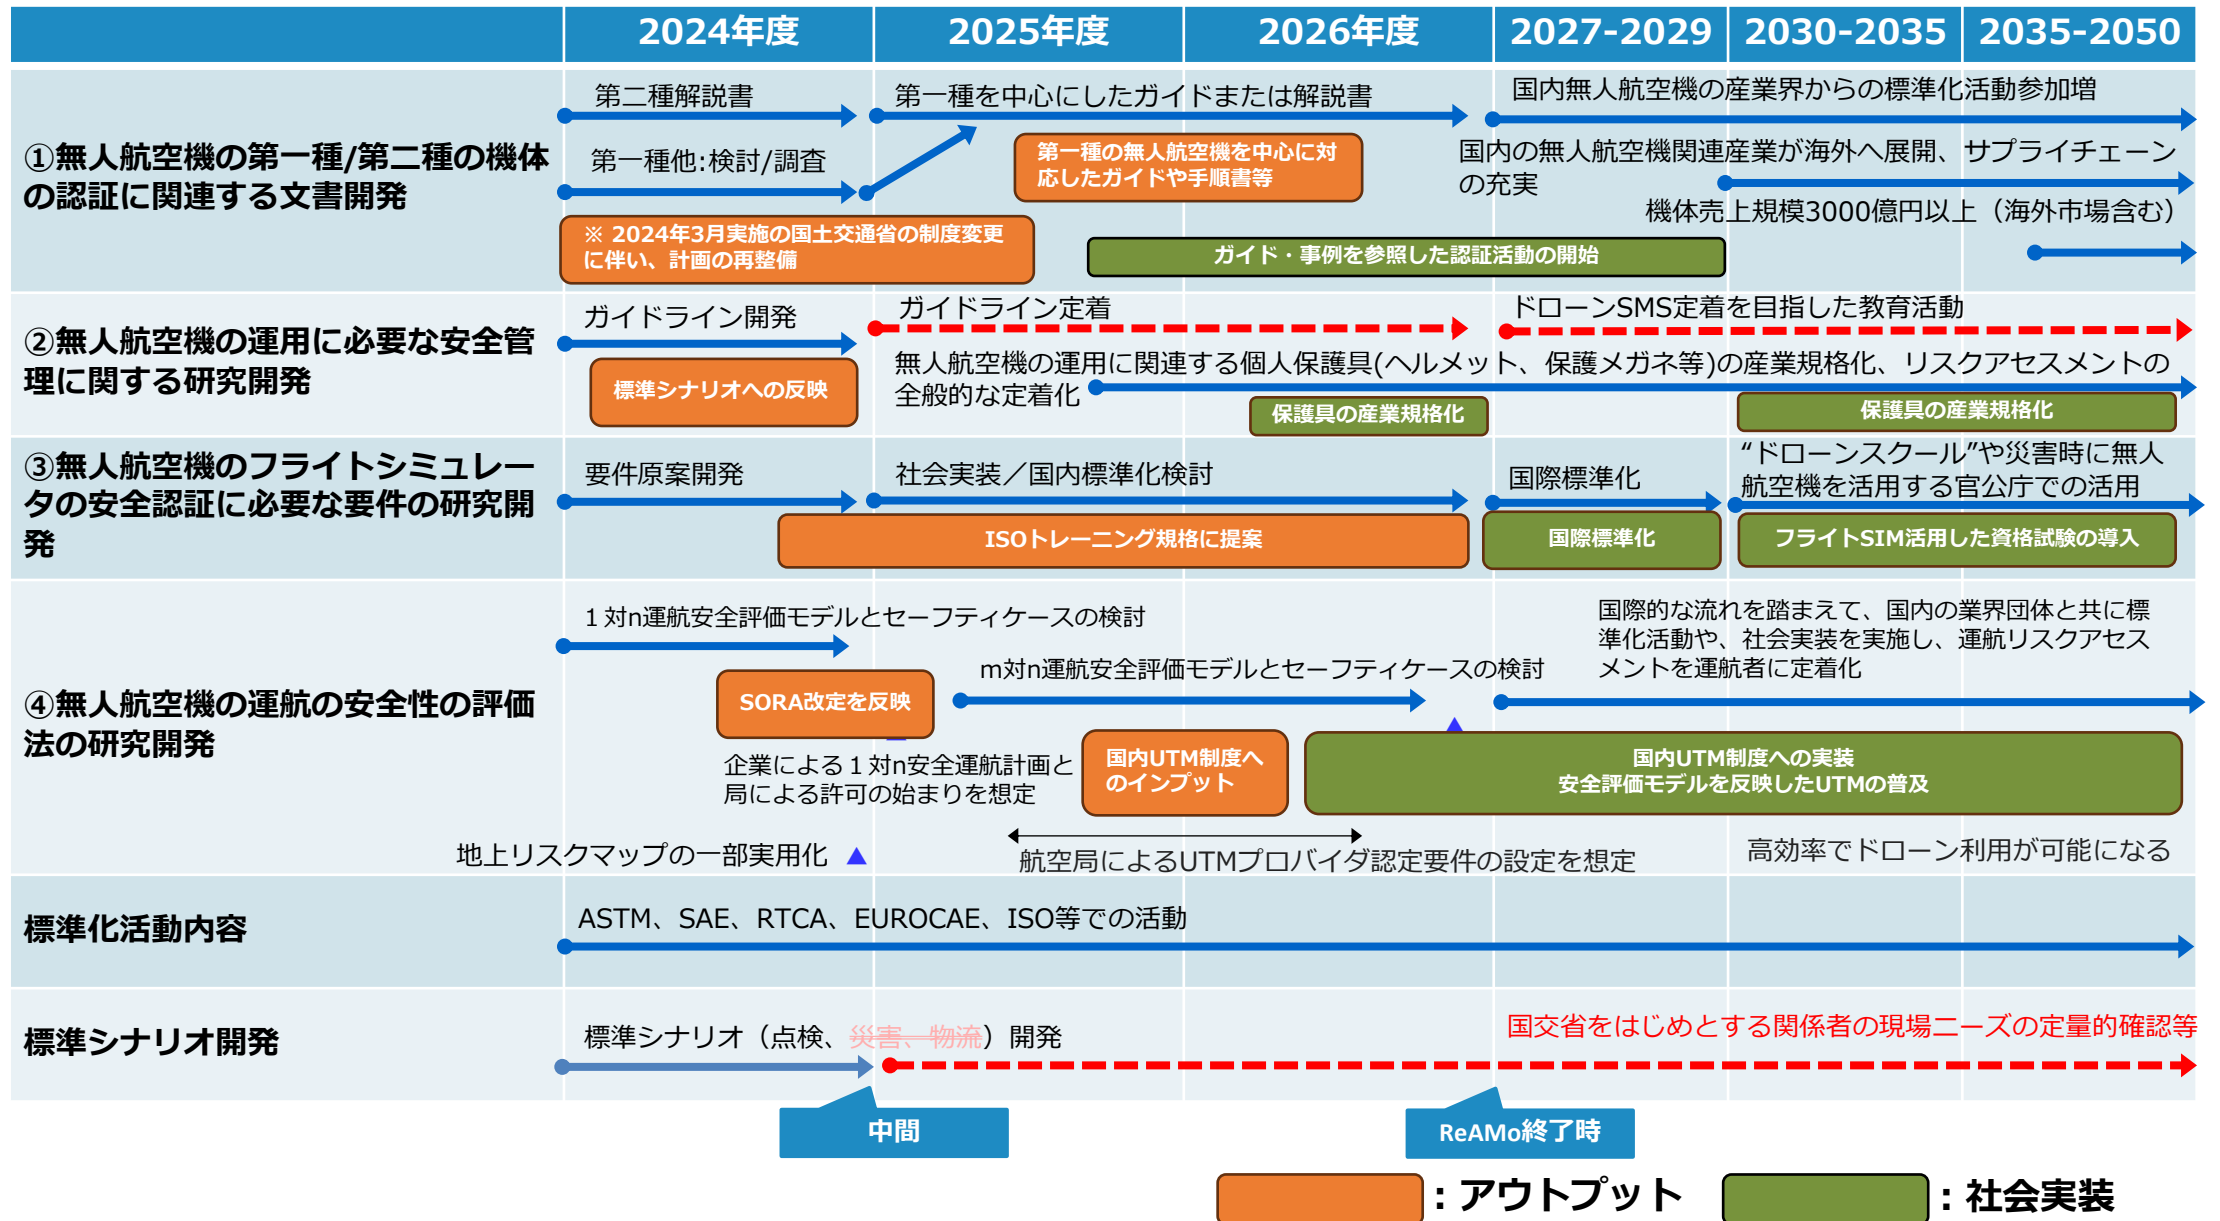 2024年度
2025年度
2026年度
2027-2029
2030-2035
2035-2050
①無人航空機の第一種/第二種の機体
の認証に関連する文書開発
第二種解説書
第一種を中心にしたガイドまたは解説書
国内無人航空機の産業界からの標準化活動参加増
第一種他:検討/調査
第一種の無人航空機を中心に対
応したガイドや手順書等
国内の無人航空機関連産業が海外へ展開、サプライチェーン
の充実
機体売上規模3000億円以上（海外市場含む）
※ 2024年3月実施の国土交通省の制度変更
に伴い、計画の再整備
ガイド・事例を参照した認証活動の開始
②無人航空機の運用に必要な安全管
理に関する研究開発
ガイドライン開発
ガイドライン定着
ドローンSMS定着を目指した教育活動
標準シナリオへの反映
無人航空機の運用に関連する個人保護具(ヘルメット、保護メガネ等)の産業規格化、リスクアセスメントの
全般的な定着化
保護具の産業規格化
保護具の産業規格化
③無人航空機のフライトシミュレー
タの安全認証に必要な要件の研究開
発
要件原案開発
社会実装／国内標準化検討
国際標準化
“ドローンスクール”や災害時に無人
航空機を活用する官公庁での活用
ISOトレーニング規格に提案
国際標準化
フライトSIM活用した資格試験の導入
④無人航空機の運航の安全性の評価
法の研究開発
１対n運航安全評価モデルとセーフティケースの検討
m対n運航安全評価モデルとセーフティケースの検討
国際的な流れを踏まえて、国内の業界団体と共に標
準化活動や、社会実装を実施し、運航リスクアセス
メントを運航者に定着化
SORA改定を反映
企業による１対n安全運航計画と
局による許可の始まりを想定
国内UTM制度へ
のインプット
国内UTM制度への実装
安全評価モデルを反映したUTMの普及
地上リスクマップの一部実用化
航空局によるUTMプロバイダ認定要件の設定を想定
高効率でドローン利用が可能になる
標準化活動内容
ASTM、SAE、RTCA、EUROCAE、ISO等での活動
標準シナリオ開発
標準シナリオ（点検、災害、物流）開発
国交省をはじめとする関係者の現場ニーズの定量的確認等
中間
ReAMo終了時
：アウトプット
：社会実装